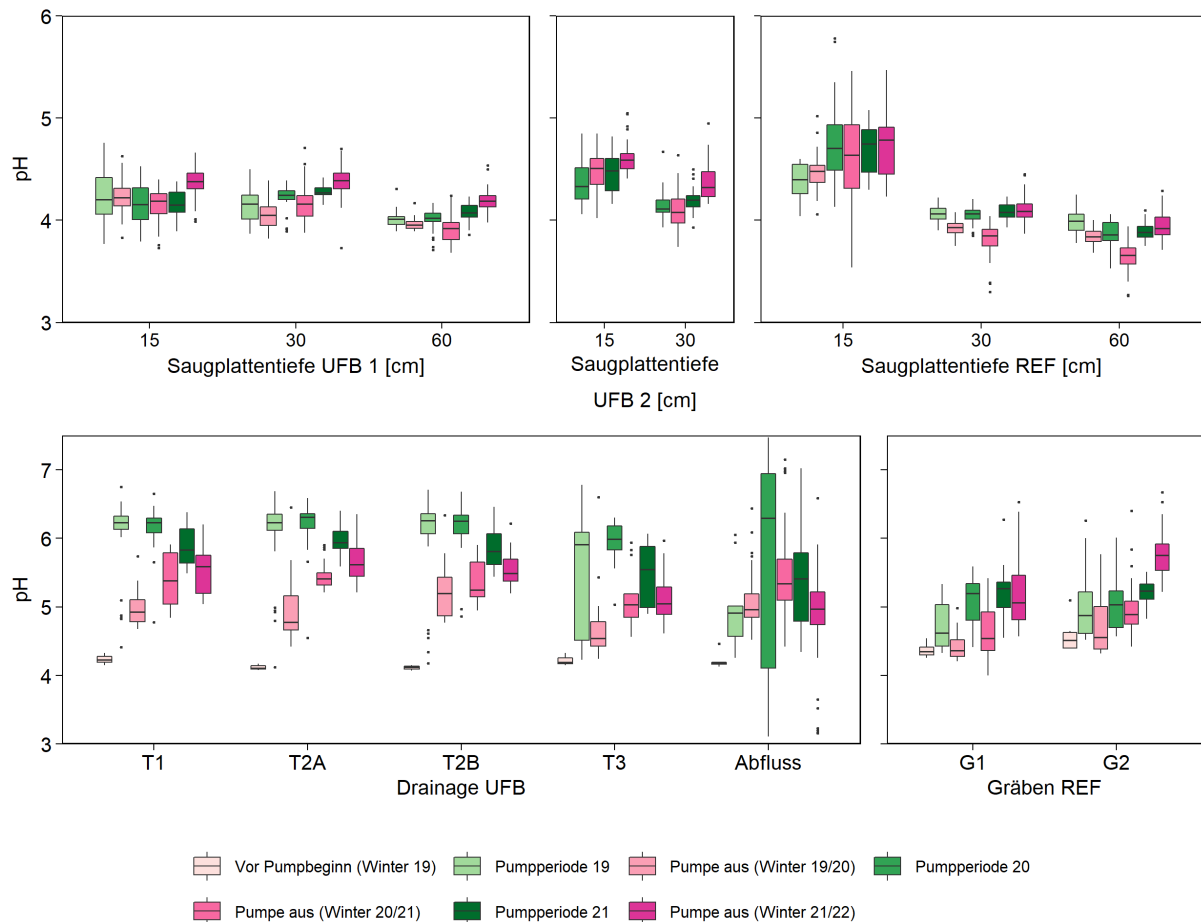 6
5
4
3
pH
15 30 60
15 30
15 30 60
Saugplattentiefe UFB 1 [cm]
Saugplattentiefe
UFB 2 [cm]
Saugplattentiefe REF [cm]
7
6
5
4
3
pH
T1 T2A T2B T3 Abfluss
G1 G2
Drainage UFB
Gräben REF
Vor Pumpbeginn (Winter 19) Pumpperiode 19 Pumpe aus (Winter 19/20) Pumpperiode 20
Pumpe aus (Winter 20/21) Pumpperiode 21 Pumpe aus (Winter 21/22)